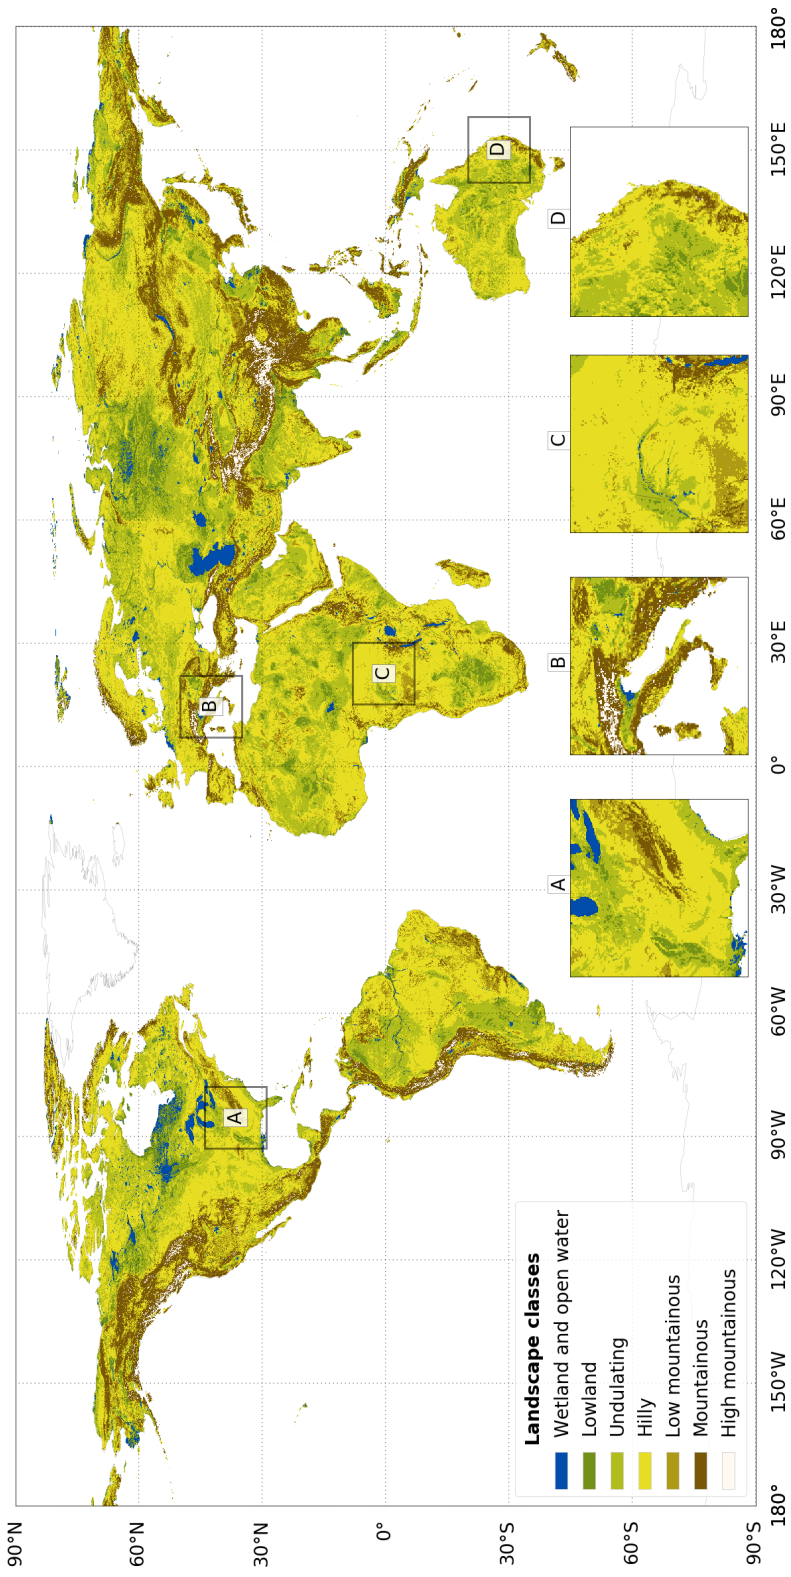 90°N
60°N
30°N
0°
30°S
60°S
90°S
180°
150°W
120°W
90°W
60°W
30°W
0°
30°E
60°E
90°E
120°E
150°E
180°
A
B
C
D
A
B
C
D
Landscape classes
Wetland and open water
Lowland
Undulating
Hilly
Low mountainous
Mountainous
High mountainous